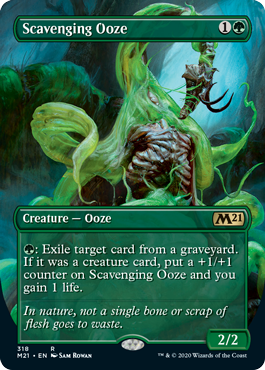 Scavenging Ooze 1
Creature — Ooze M21
: Exile target card from a graveyard.
If it was a creature card, put a +1/+1
counter on Scavenging Ooze and you
gain 1 life.
In nature, not a single bone or scrap of
flesh goes to waste.
2/2
318 R
M21 • EN SAM ROWAN ™ & © 2020 Wizards of the Coast